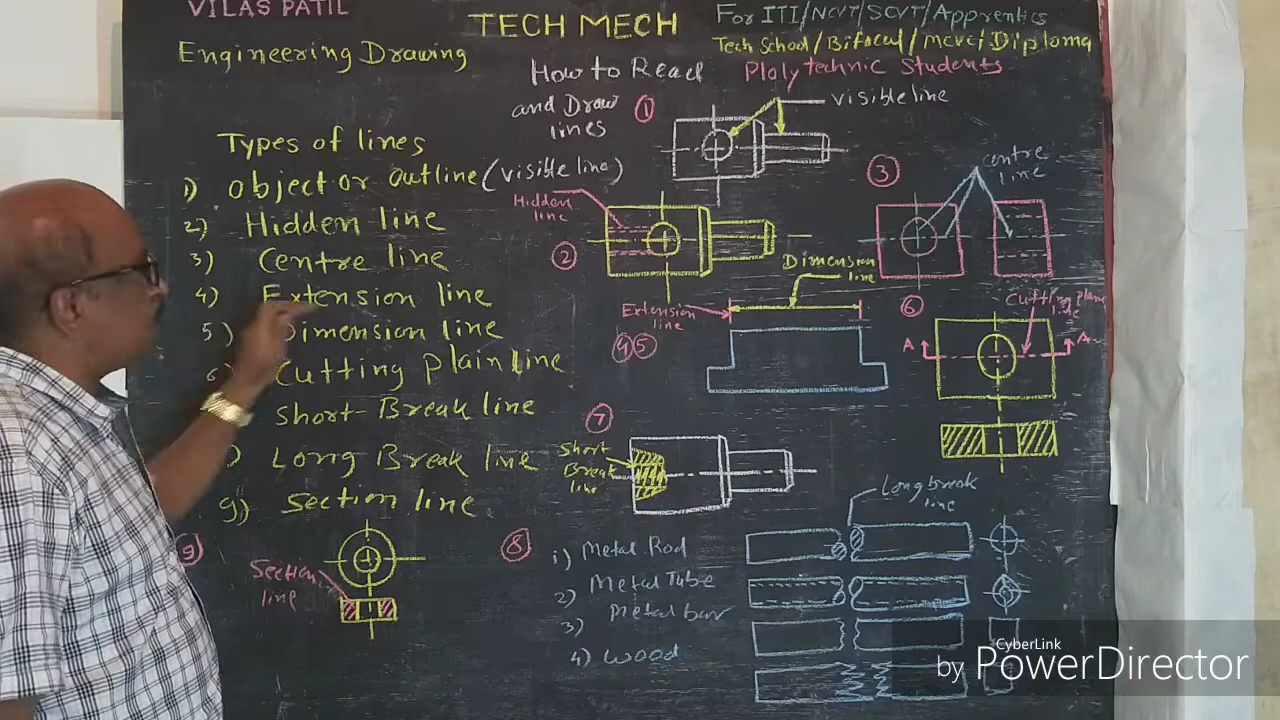 VILAS PATIL
TECH MECH
For ITI/NCVT/SCVT/Apprentics
Tech School/Bifocal/MCVC/Diploma
Plolytechnic Students
Engineering Drawing
How to Read
and Draw
lines
Types of lines
1) Object or outline (visible line)
2) Hidden line
3) Centre line
4) Extension line
5) Dimension line
6) Cutting plain line
Short Break line
) Long Break line
9) Section line
1
visible line
2
Hidden
line
3
centre
line
4 5
Extension
line
Dimension
line
6
Cutting plane
line
A A
7
Short
Break
line
8
Long break
line
1) Metal Rod
2) Metal Tube
3) Metal bar
4) Wood
9
Section
line
CyberLink
by PowerDirector